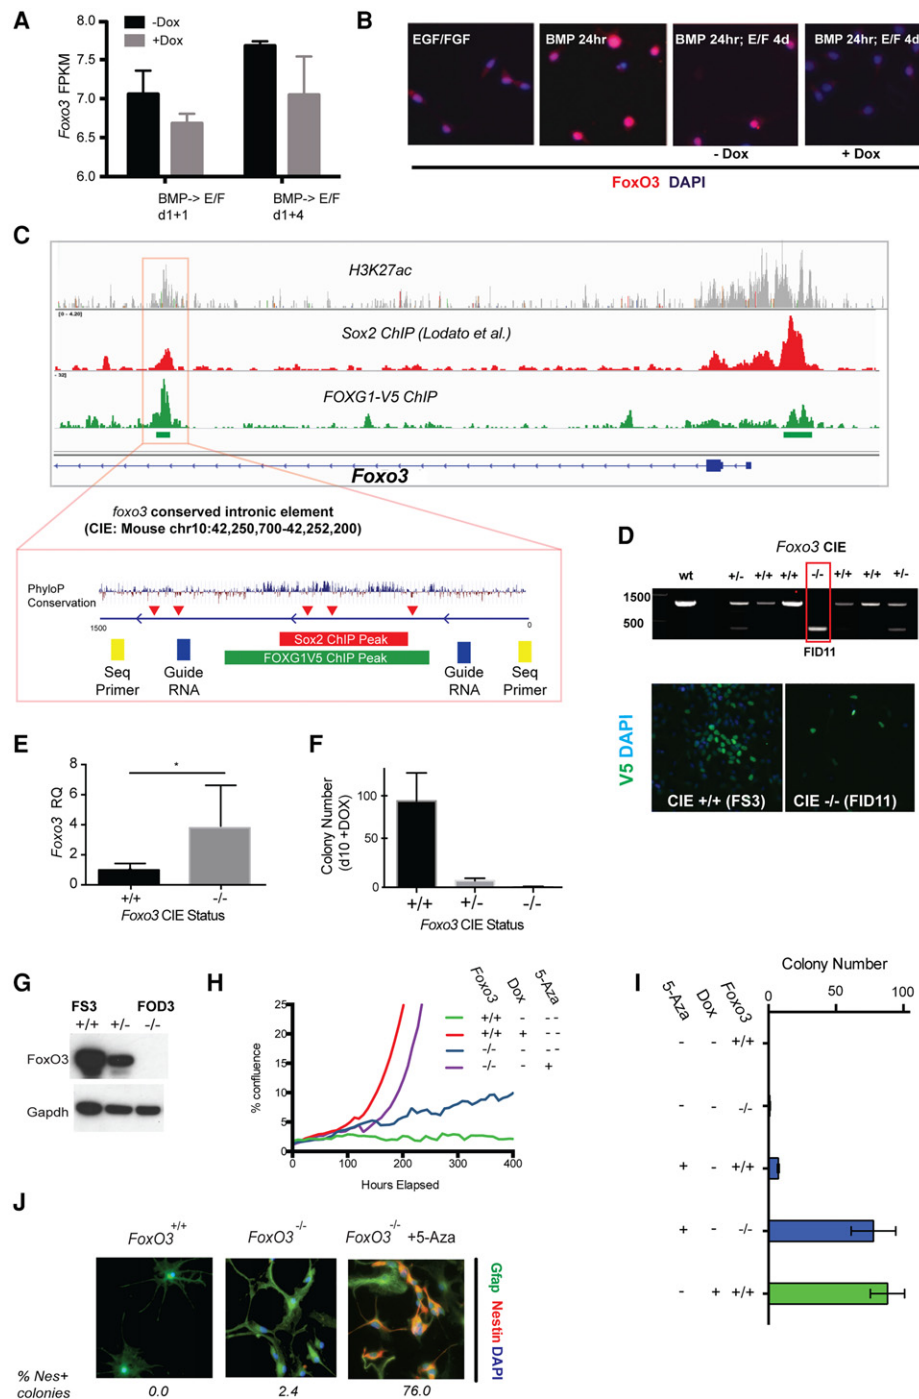 A
Foxo3 FPKM
8.0
7.5
7.0
6.5
6.0
-Dox
+Dox
BMP-> E/F
d1+1
BMP-> E/F
d1+4
B
EGF/FGF
BMP 24hr
BMP 24hr; E/F 4d
BMP 24hr; E/F 4d
- Dox
+ Dox
FoxO3 DAPI
C
H3K27ac
Sox2 ChIP (Lodato et al.)
FOXG1-V5 ChIP
Foxo3
foxo3 conserved intronic element
(CIE: Mouse chr10:42,250,700-42,252,200)
PhyloP
Conservation
1500
0
Sox2 ChIP Peak
FOXG1V5 ChIP Peak
Seq
Primer
Guide
RNA
Guide
RNA
Seq
Primer
D
Foxo3 CIE
wt +/- +/+ +/+ -/- +/+ +/+ +/-
1500
500
FID11
V5 DAPI
CIE +/+ (FS3)
CIE -/- (FID11)
E
Foxo3 RQ
8
6
4
2
0
*
+/+ -/-
Foxo3 CIE Status
F
Colony Number
(d10 +DOX)
100
50
0
+/+ +/- -/-
Foxo3 CIE Status
G
FS3 FOD3
+/+ +/- -/-
FoxO3
Gapdh
H
% confluence
25
20
15
10
5
0
0 100 200 300 400
Hours Elapsed
Foxo3 Dox 5-Aza
+/+ - --
+/+ + --
-/- - --
-/- - +
I
Colony Number
5-Aza Dox Foxo3
0 50 100
- - +/+
- - -/-
+ - +/+
+ - -/-
- + +/+
J
FoxO3+/+
FoxO3-/-
FoxO3-/- +5-Aza
Gfap Nestin DAPI
% Nes+
colonies
0.0 2.4 76.0